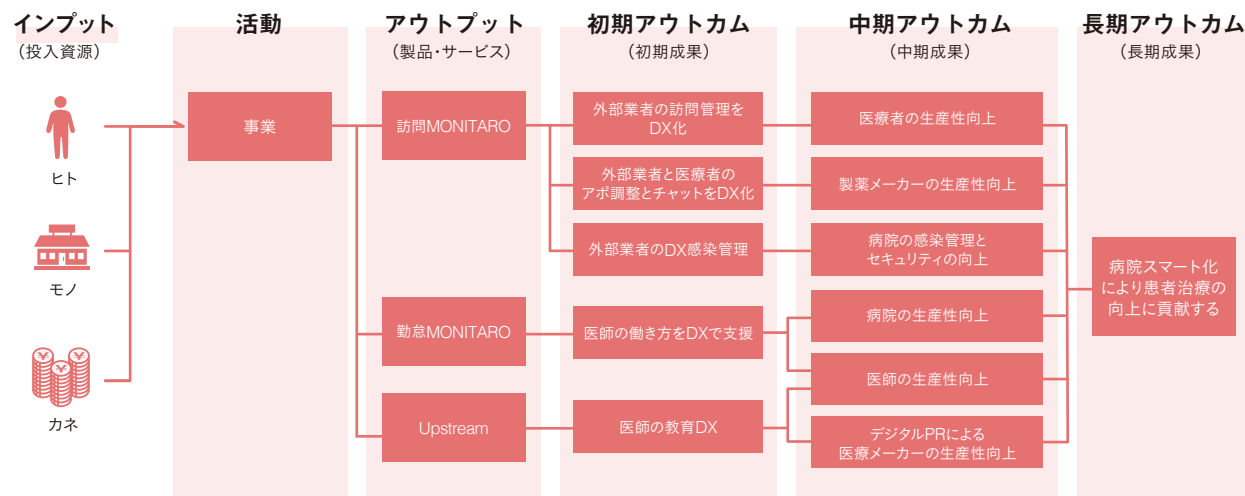 インプット
（投入資源）
活動
アウトプット
（製品・サービス）
初期アウトカム
（初期成果）
中期アウトカム
（中期成果）
長期アウトカム
（長期成果）
ヒト
モノ
¥
¥
¥
カネ
事業
訪問MONITARO
勤怠MONITARO
Upstream
外部業者の訪問管理を
DX化
外部業者と医療者の
アポ調整とチャットをDX化
外部業者のDX感染管理
医師の働き方をDXで支援
医師の教育DX
医療者の生産性向上
製薬メーカーの生産性向上
病院の感染管理と
セキュリティの向上
病院の生産性向上
医師の生産性向上
デジタルPRによる
医療メーカーの生産性向上
病院スマート化
により患者治療の
向上に貢献する